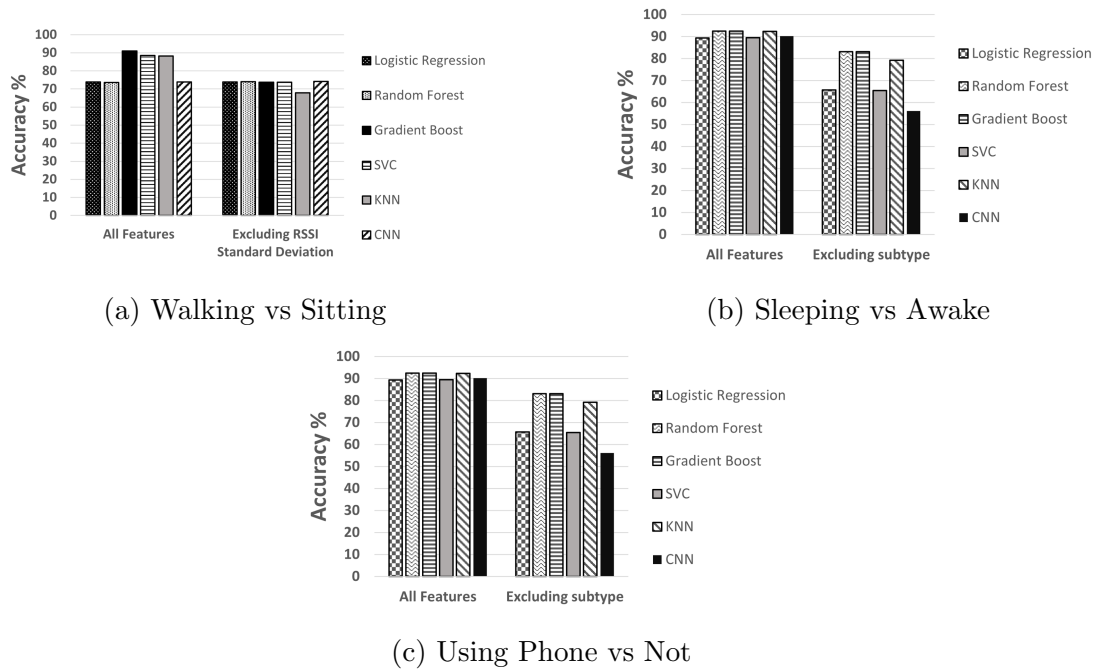 100
90
80
70
60
50
40
30
20
10
0
Accuracy %
All Features
Excluding RSSI
Standard Deviation
Logistic Regression
Random Forest
Gradient Boost
SVC
KNN
CNN
(a) Walking vs Sitting
100
90
80
70
60
50
40
30
20
10
0
Accuracy %
All Features
Excluding subtype
Logistic Regression
Random Forest
Gradient Boost
SVC
KNN
CNN
(b) Sleeping vs Awake
100
90
80
70
60
50
40
30
20
10
0
Accuracy %
All Features
Excluding subtype
Logistic Regression
Random Forest
Gradient Boost
SVC
KNN
CNN
(c) Using Phone vs Not